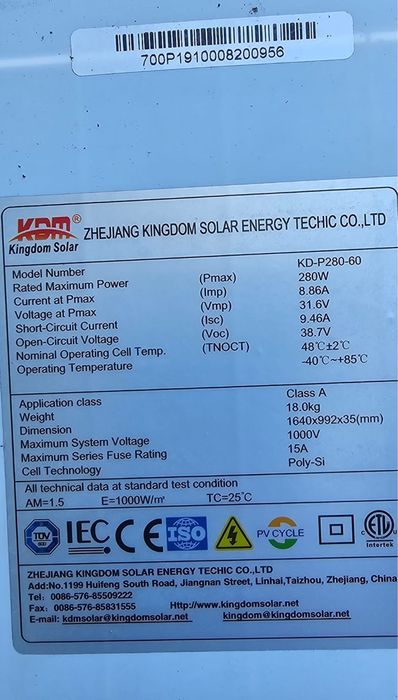 700P1910008200956
KDM® ZHEJIANG KINGDOM SOLAR ENERGY TECHIC CO.,LTD
Kingdom Solar
Model Number KD-P280-60
Rated Maximum Power (Pmax) 280W
Current at Pmax (Imp) 8.86A
Voltage at Pmax (Vmp) 31.6V
Short-Circuit Current (Isc) 9.46A
Open-Circuit Voltage (Voc) 38.7V
Nominal Operating Cell Temp. (TNOCT) 48℃±2℃
Operating Temperature -40℃~+85℃
Application class Class A
Weight 18.0kg
Dimension 1640x992x35(mm)
Maximum System Voltage 1000V
Maximum Series Fuse Rating 15A
Cell Technology Poly-Si
All technical data at standard test condition
AM=1.5 E=1000W/㎡ TC=25℃
TÜV IEC CE ISO PV CYCLE C ETL US
Intertek
ZHEJIANG KINGDOM SOLAR ENERGY TECHIC CO.,LTD
Add:No.1199 Huifeng South Road, Jiangnan Street, Linhai,Taizhou, Zhejiang, China
Tel: 0086-576-85509222
Fax: 0086-576-85831555 Http://www.kingdomsolar.net
E-mail: kdmsolar@kingdomsolar.net kingdom@kingdomsolar.net